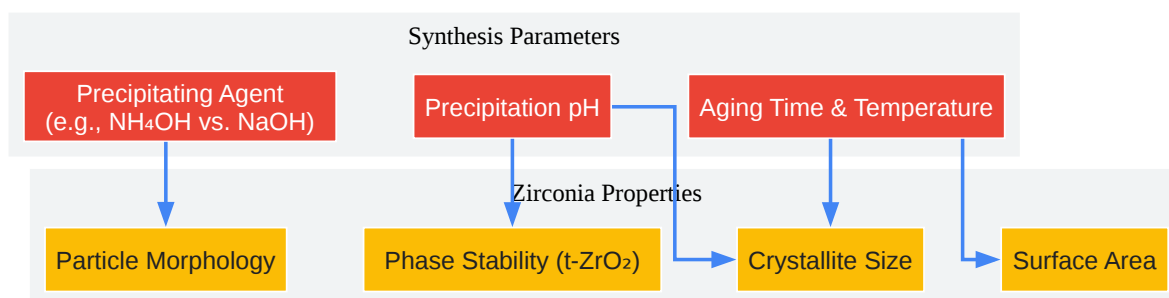 Synthesis Parameters
Precipitating Agent
(e.g., NH₄OH vs. NaOH)
Precipitation pH
Aging Time & Temperature
Zirconia Properties
Particle Morphology
Phase Stability (t-ZrO₂)
Crystallite Size
Surface Area